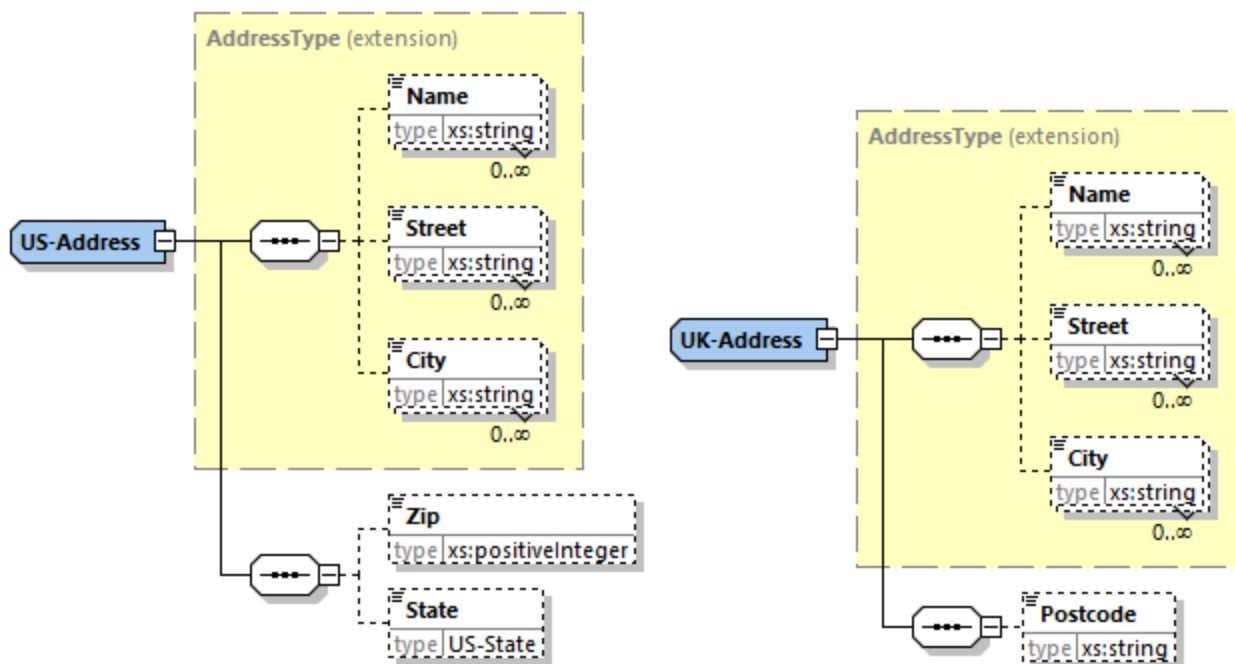 AddressType (extension)
Name
type xs:string
0..∞
US-Address
Street
type xs:string
0..∞
City
type xs:string
0..∞
Zip
type xs:positiveInteger
State
type US-State
AddressType (extension)
Name
type xs:string
0..∞
UK-Address
Street
type xs:string
0..∞
City
type xs:string
0..∞
Postcode
type xs:string